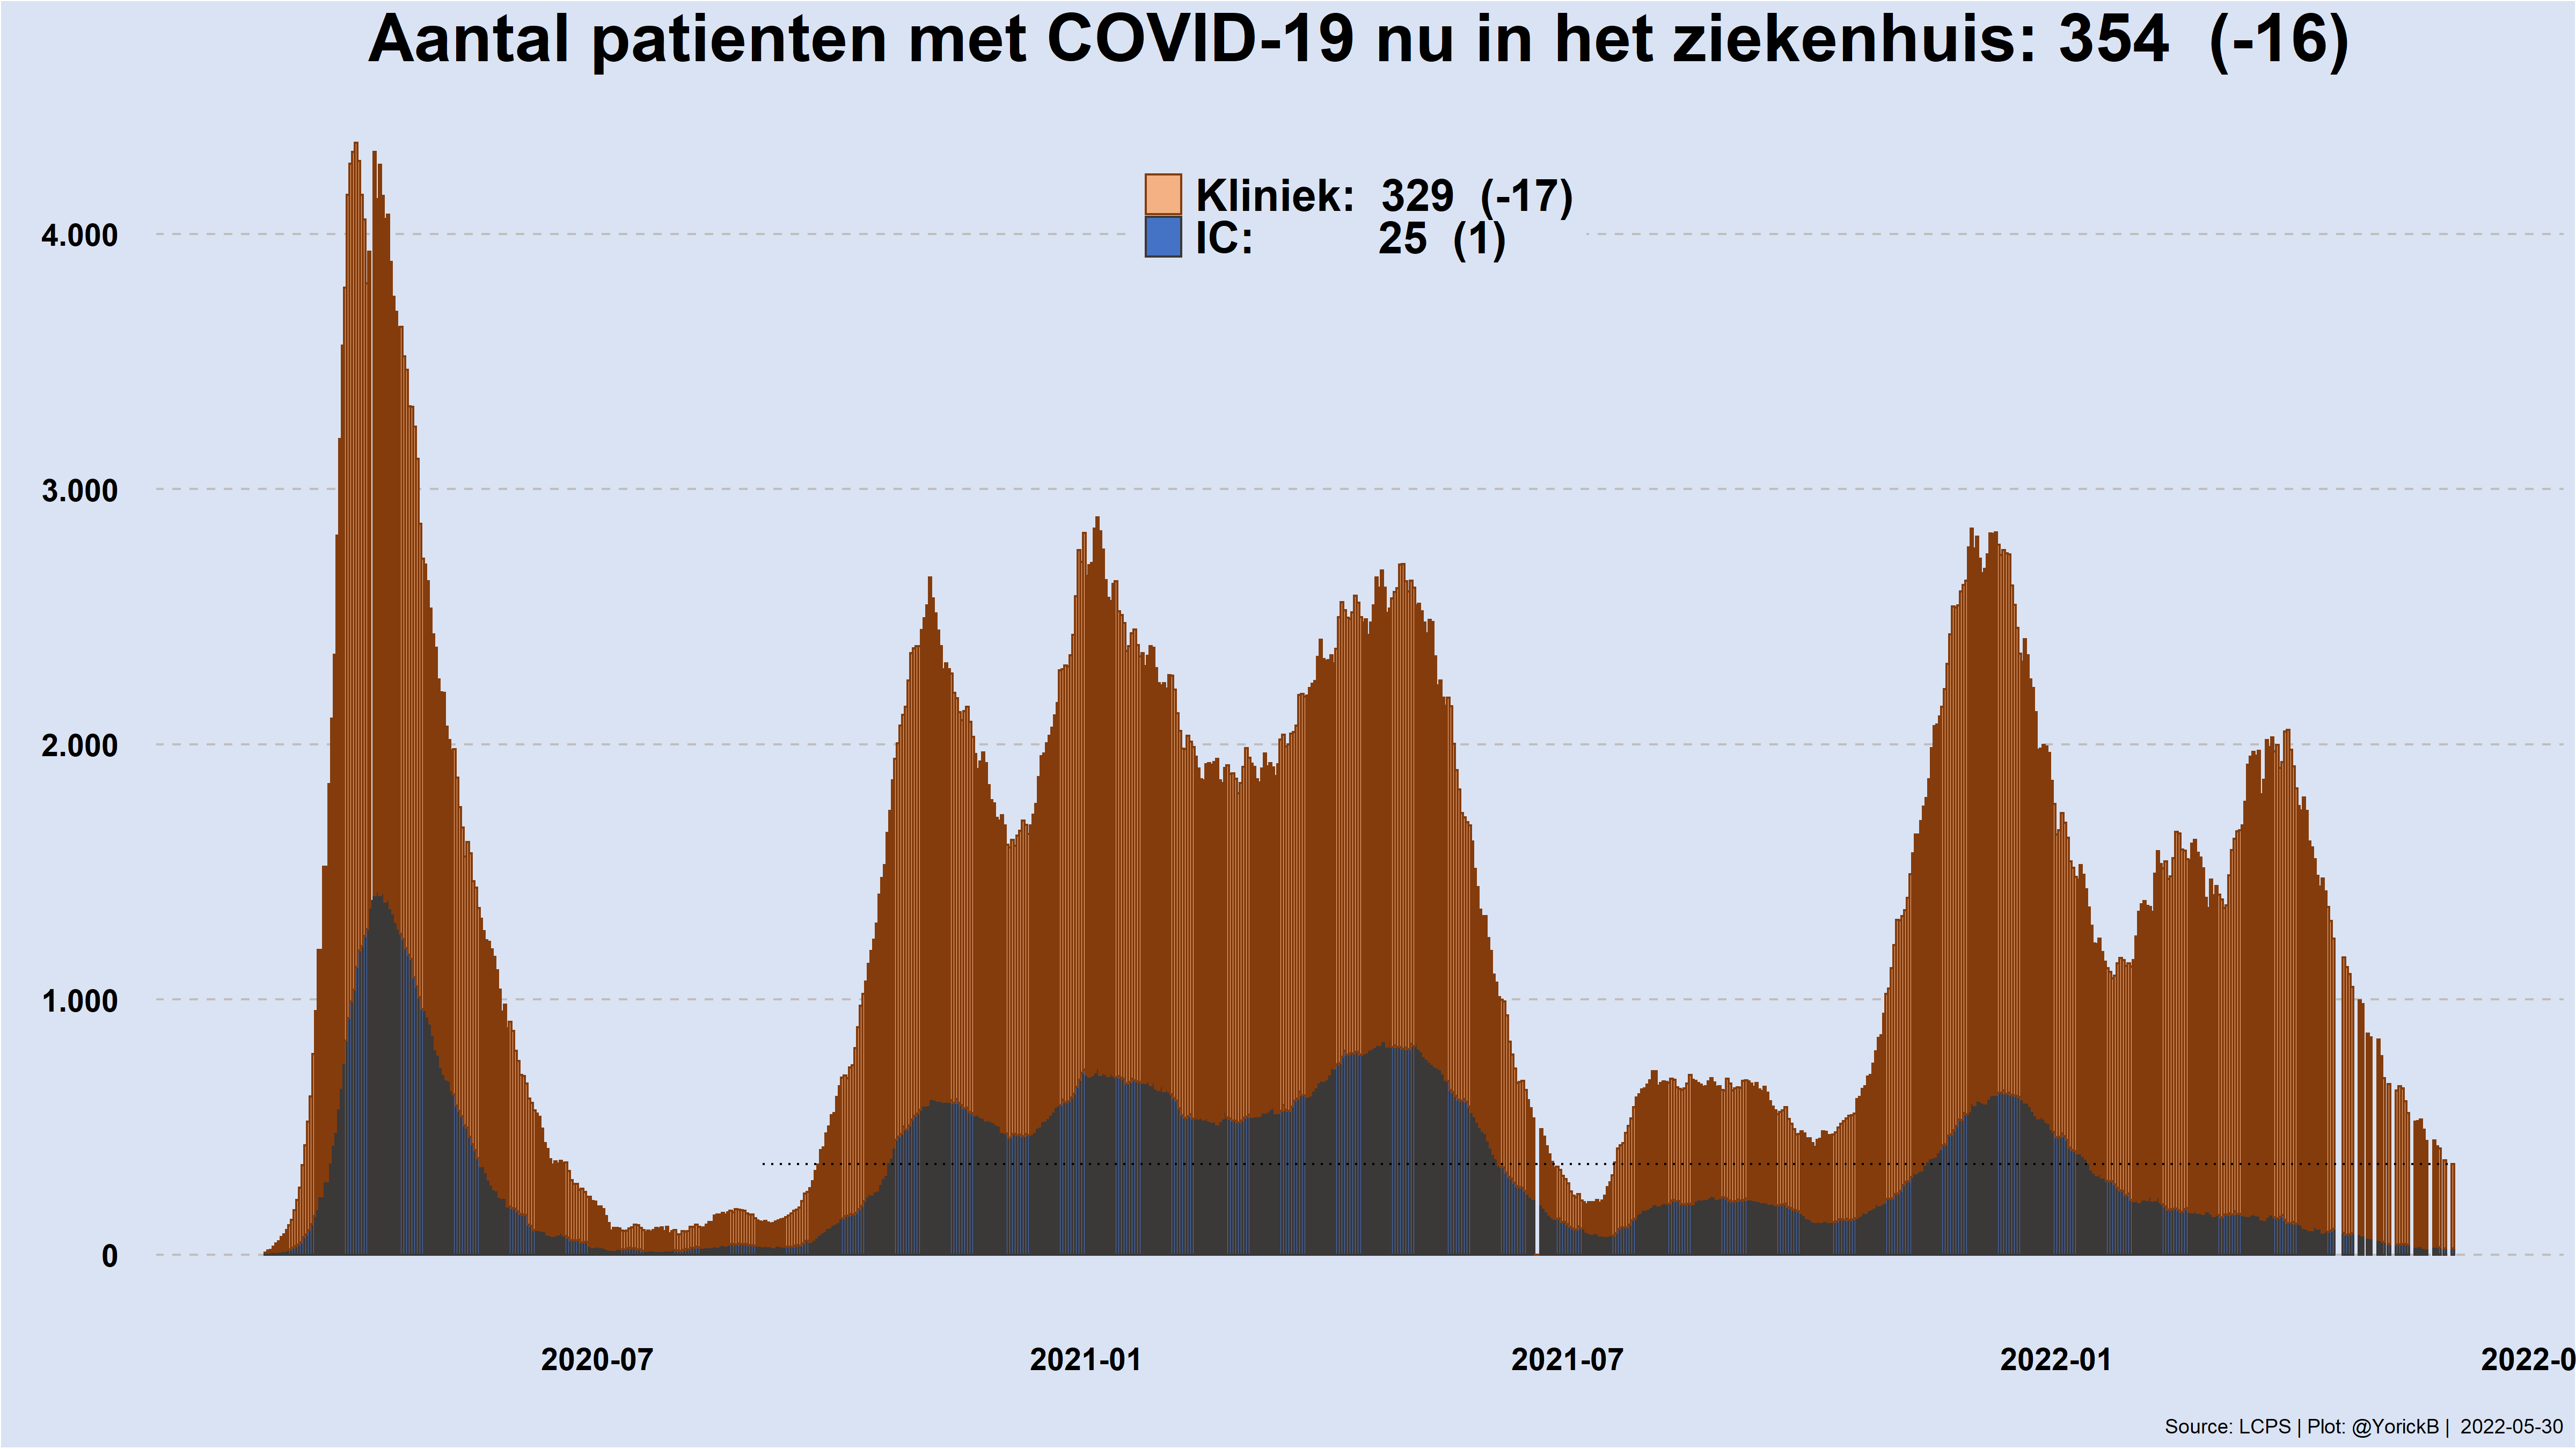 Aantal patienten met COVID-19 nu in het ziekenhuis: 354 (-16)
Kliniek: 329 (-17)
IC: 25 (1)
4.000
3.000
2.000
1.000
0
2020-07
2021-01
2021-07
2022-01
2022-0
Source: LCPS | Plot: @YorickB | 2022-05-30